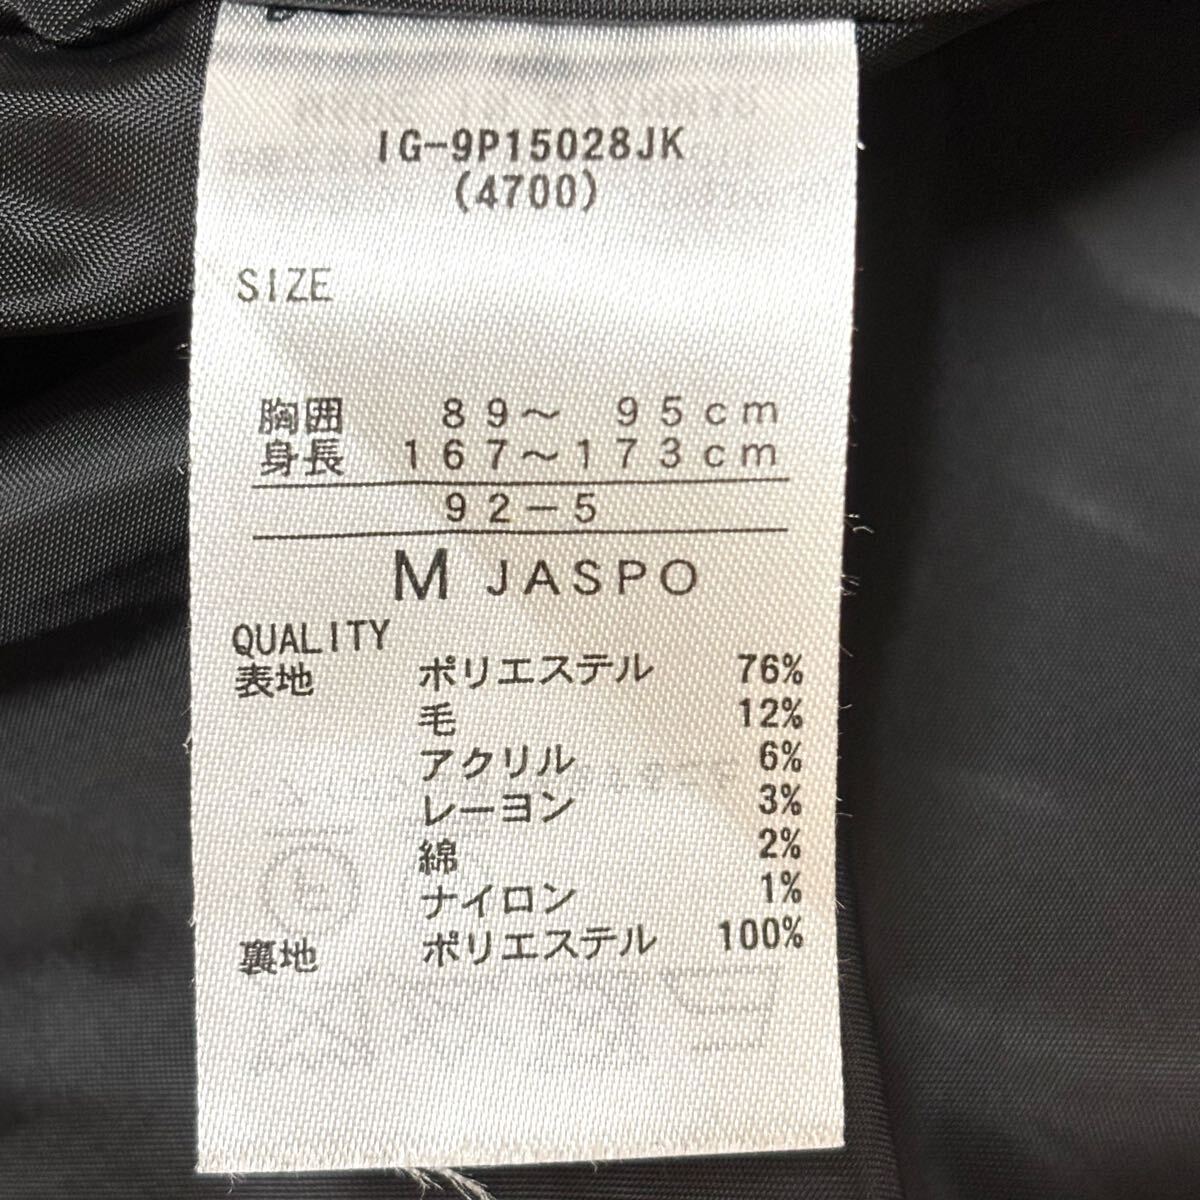 IG-9P15028JK
(4700)
SIZE
胸囲 89～ 95cm
身長 167～173cm
92－5
M JASPO
QUALITY
表地 ポリエステル 76%
毛 12%
アクリル 6%
レーヨン 3%
綿 2%
ナイロン 1%
裏地 ポリエステル 100%